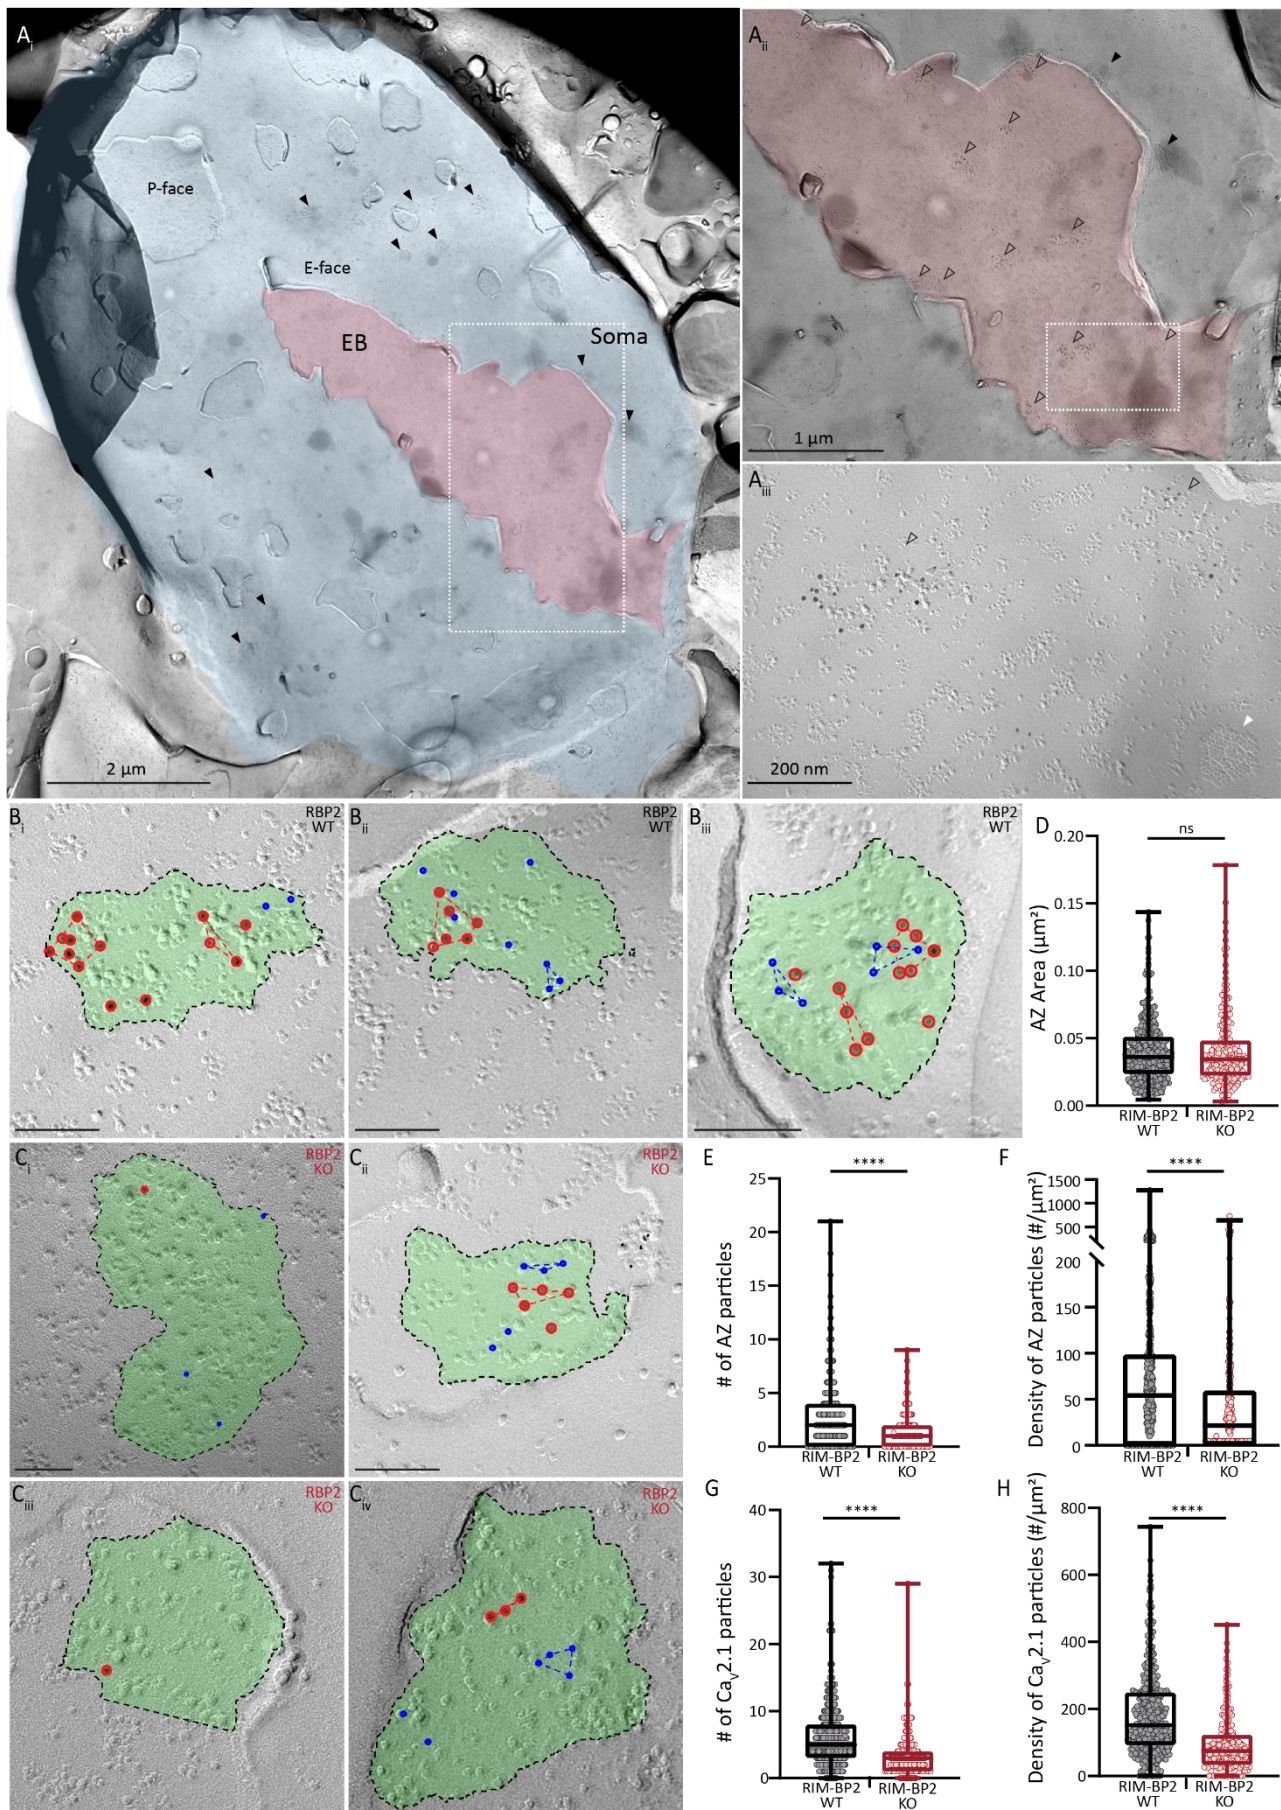 Ai
P-face
E-face
EB
Soma
2 µm
Aii
1 µm
Aiii
200 nm
Bi
RBP2
WT
Bii
RBP2
WT
Biii
RBP2
WT
D
AZ Area (µm²)
0.20
0.15
0.10
0.05
0.00
ns
RIM-BP2
WT
RIM-BP2
KO
Ci
RBP2
KO
Cii
RBP2
KO
E
# of AZ particles
25
20
15
10
5
0
****
RIM-BP2
WT
RIM-BP2
KO
F
Density of AZ particles (#/µm²)
1500
1000
500
200
150
100
50
0
****
RIM-BP2
WT
RIM-BP2
KO
Ciii
RBP2
KO
Civ
RBP2
KO
G
# of CaV2.1 particles
40
30
20
10
0
****
RIM-BP2
WT
RIM-BP2
KO
H
Density of CaV2.1 particles (#/µm²)
800
600
400
200
0
****
RIM-BP2
WT
RIM-BP2
KO